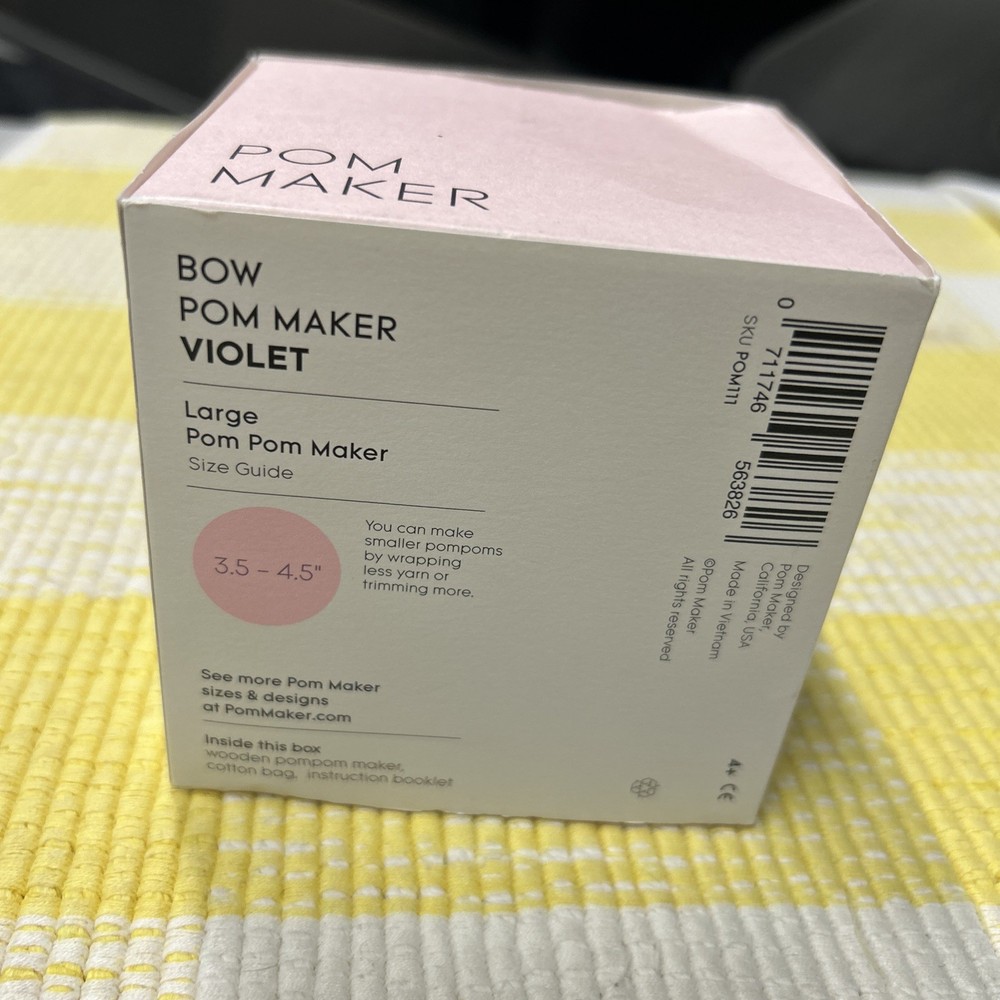 POM
MAKER
BOW
POM MAKER
VIOLET
Large
Pom Pom Maker
Size Guide
3.5 – 4.5"
You can make
smaller pompoms
by wrapping
less yarn or
trimming more.
See more Pom Maker
sizes & designs
at PomMaker.com
Inside this box
wooden pompom maker,
cotton bag, instruction booklet
0 711746 563826
SKU POM111
Designed by
Pom Maker,
California, USA
Made in Vietnam
©Pom Maker
All rights reserved
4+ CE